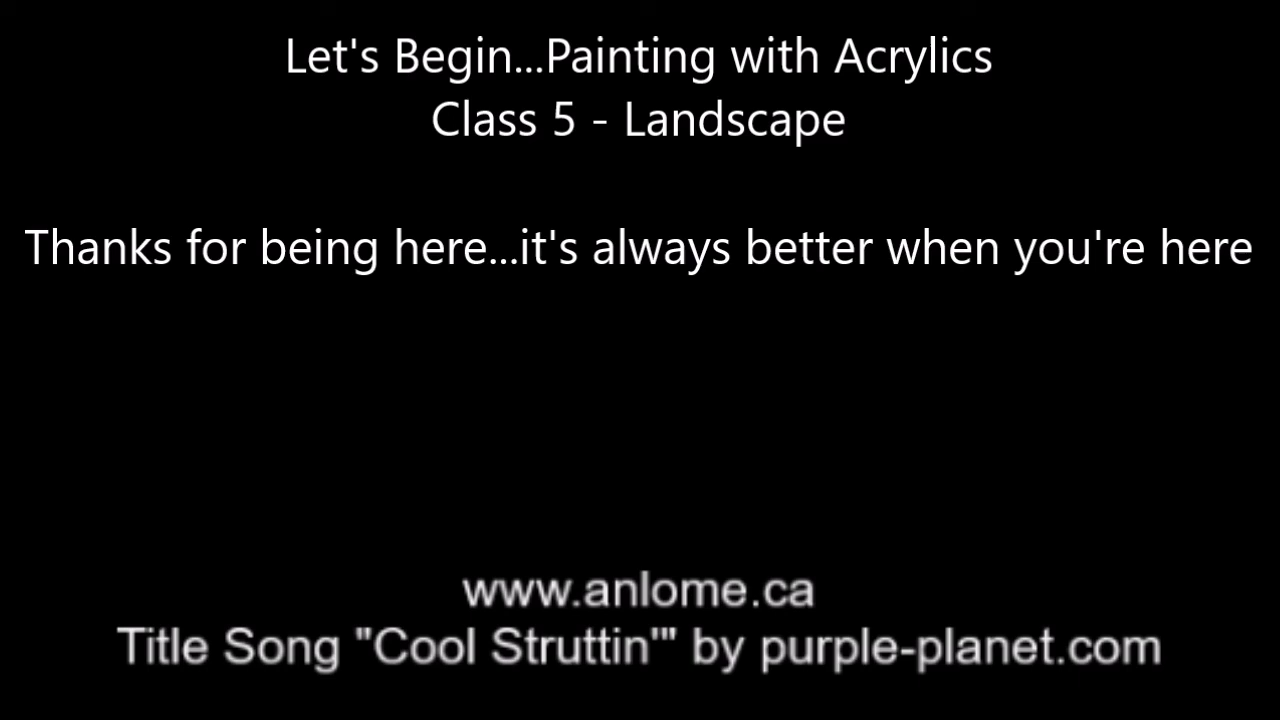 Let's Begin...Painting with Acrylics
Class 5 - Landscape
Thanks for being here...it's always better when you're here
www.anlome.ca
Title Song "Cool Struttin'" by purple-planet.com